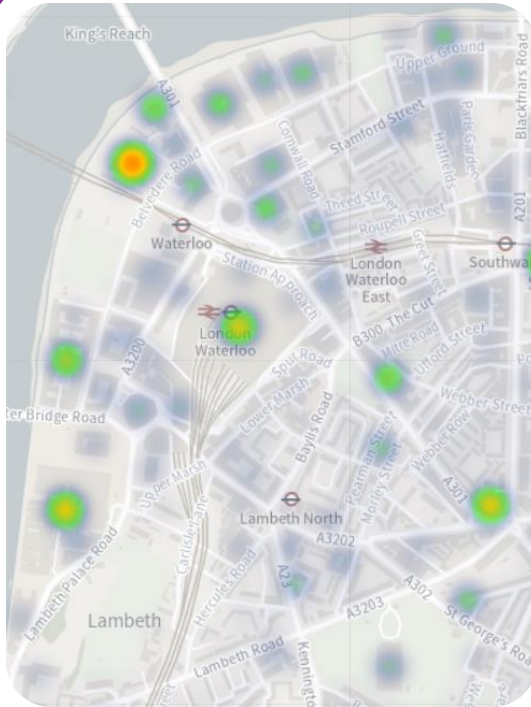 King's Reach
A301
Upper Ground
Blackfriars Road
Stamford Street
Paris Garden
Hatfields
Cornwall Road
Belvedere Road
Theed Street
Roupell Street
A201
Waterloo
Greet Street
Southwa
Station Approach
London
Waterloo
East
B300 The Cut
London
Waterloo
Mitre Road
Ufford Street
A3200
Spur Road
Lower Marsh
Webber Street
ter Bridge Road
Baylis Road
Webber Row
Pearman Street
Morley Street
A301
Upper Marsh
Lambeth North
Carlisle Lane
A3202
Lambeth Palace Road
Hercules Road
A23
A302
A3203
St George's Roa
Lambeth
Lambeth Road
Kennington